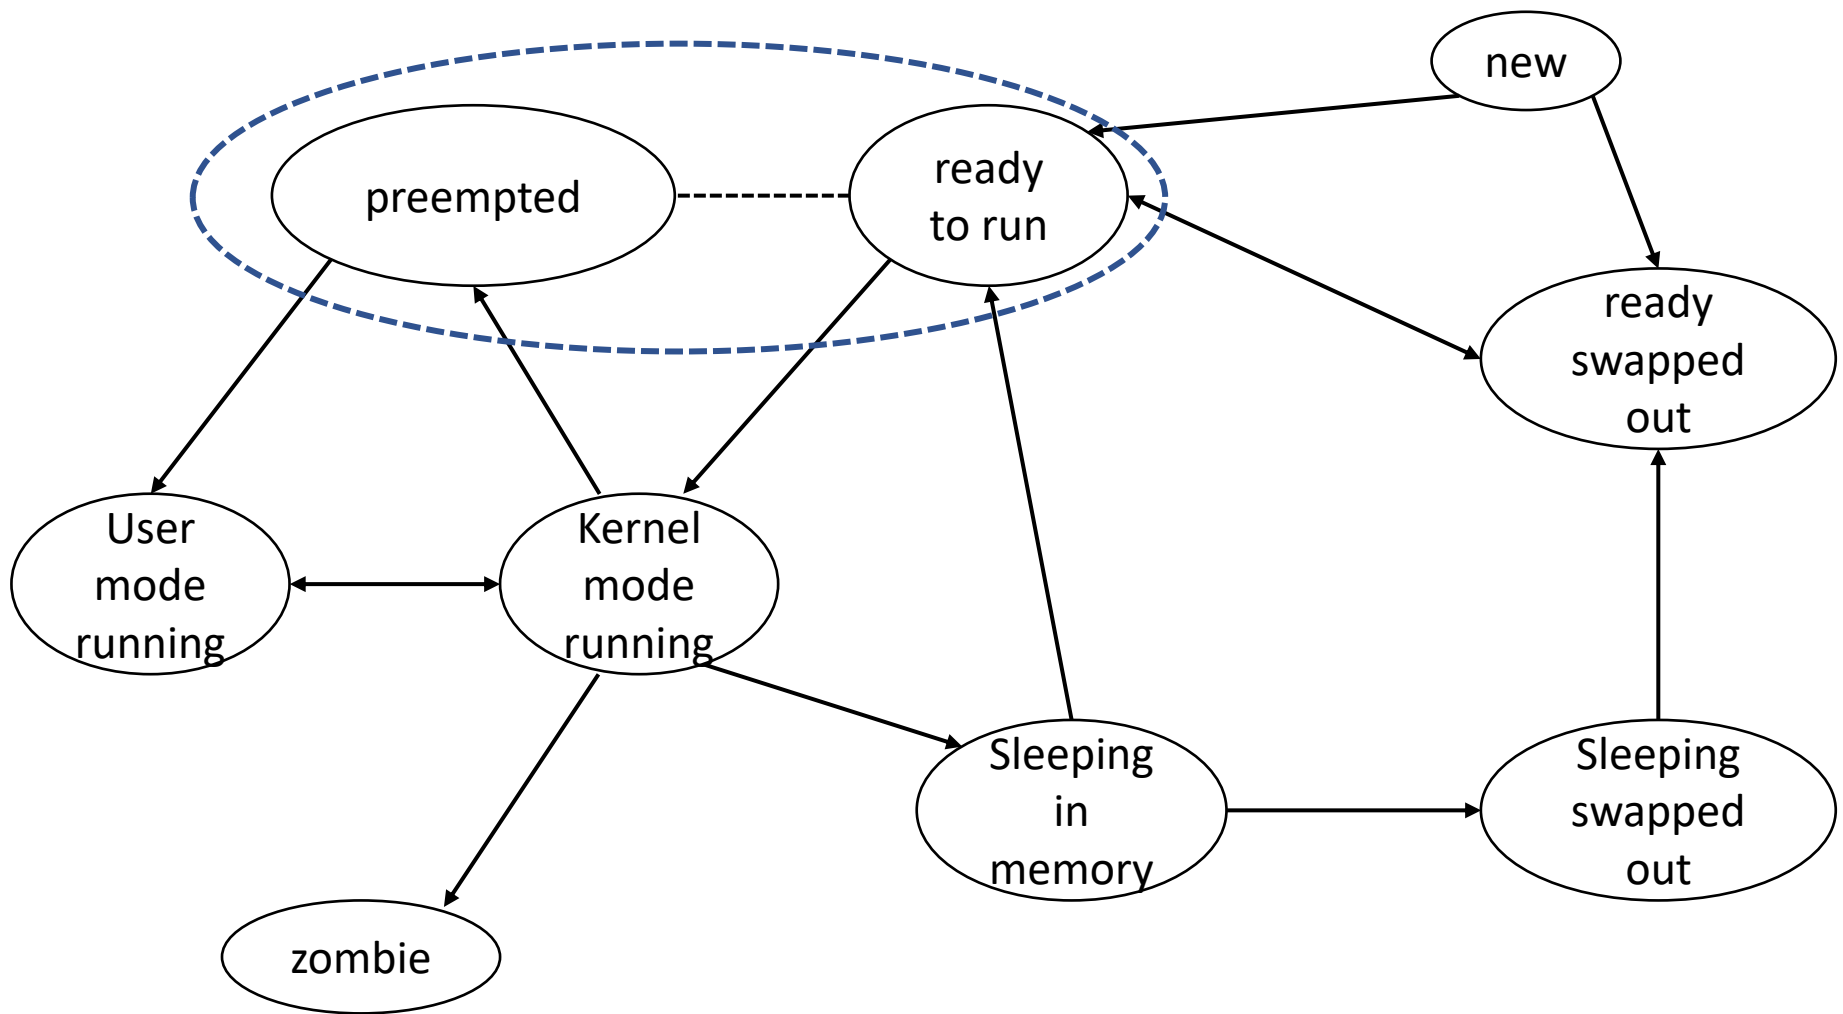 new
preempted
ready
to run
ready
swapped
out
User
mode
running
Kernel
mode
running
Sleeping
in
memory
Sleeping
swapped
out
zombie